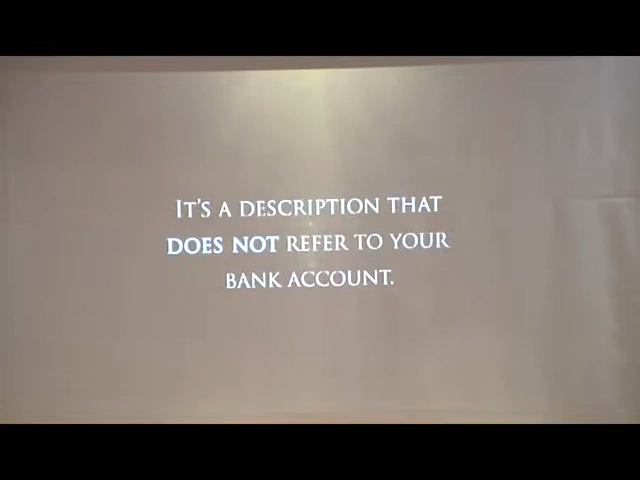 IT'S A DESCRIPTION THAT
DOES NOT REFER TO YOUR
BANK ACCOUNT.